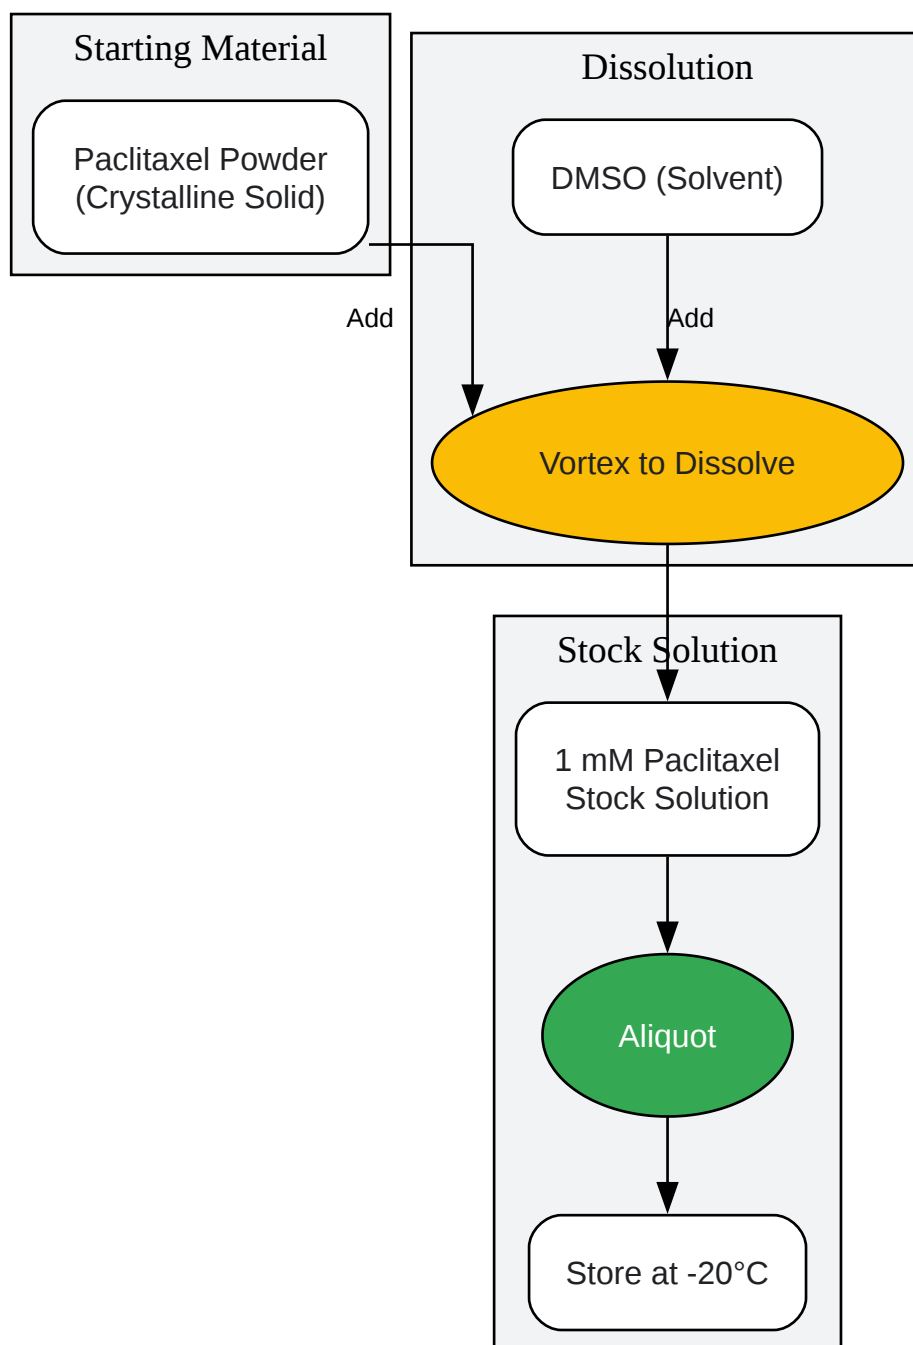 Starting Material
Paclitaxel Powder
(Crystalline Solid)
Dissolution
DMSO (Solvent)
Add
Add
Vortex to Dissolve
Stock Solution
1 mM Paclitaxel
Stock Solution
Aliquot
Store at -20°C